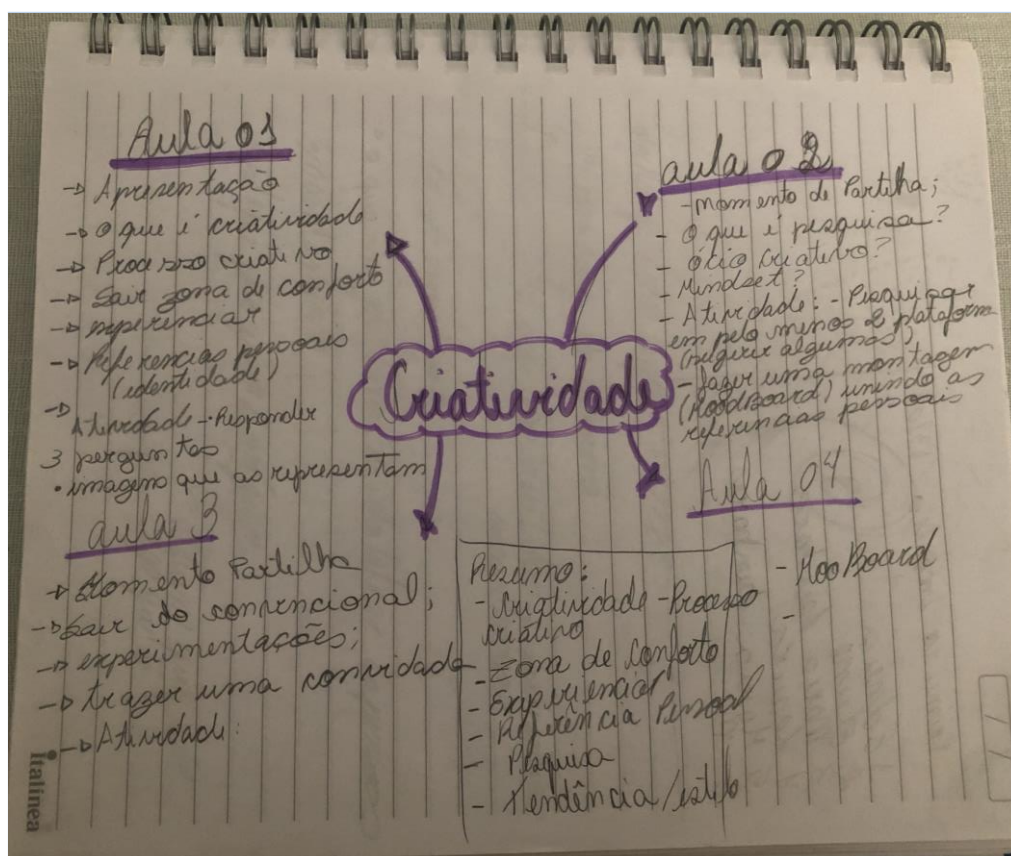 Aula 01
-> Apresentação
-> O que é criatividade
-> Processo criativo
-> Sair zona de conforto
-> experienciar
-> Referencias pessoais
(identidade)
->
Atividade - Responder
3 perguntas
• imagens que as representam
aula 02
- Momento de Partilha;
- O que é pesquisa?
- ócio criativo?
- Mindset?
- Atividade: - Pesquisar
em pelo menos 2 plataform
(sugerir algumas)
- fazer uma montagem
(MoodBoard) unindo as
referencias pessoais
Criatividade
aula 3
-> Momento Partilha
-> Sair do convencional;
-> experimentações;
-> trazer uma convidada
-> Atividade:
Resumo:
- Criatividade - Processo
criativo
- Zona de conforto
- Experienciar
- Referência Pessoal
- Pesquisa
- Tendência/estilo
Aula 04
- MooBoard
-
italinea